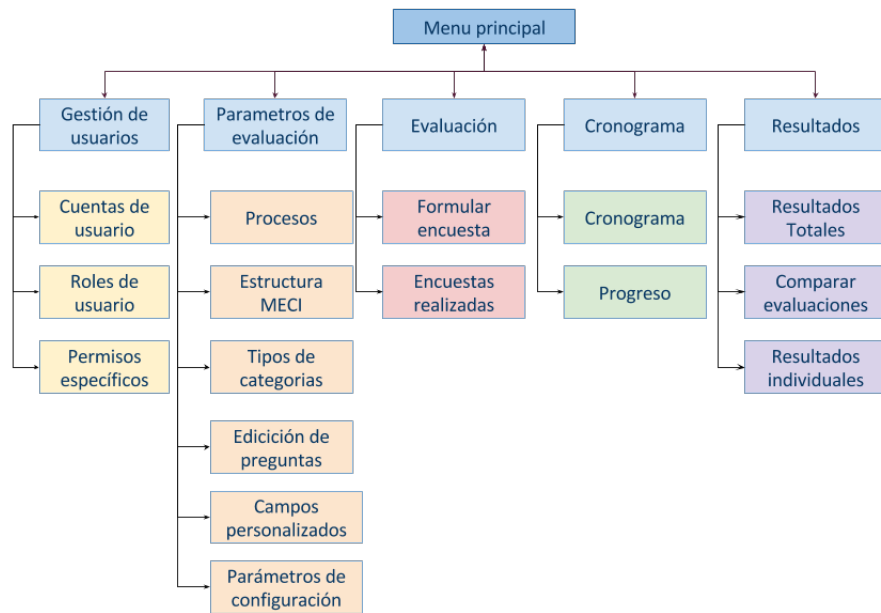 Menu principal
Gestión de
usuarios
Parametros de
evaluación
Evaluación
Cronograma
Resultados
Cuentas de
usuario
Roles de
usuario
Permisos
específicos
Procesos
Estructura
MECI
Tipos de
categorias
Edicición de
preguntas
Campos
personalizados
Parámetros de
configuración
Formular
encuesta
Encuestas
realizadas
Cronograma
Progreso
Resultados
Totales
Comparar
evaluaciones
Resultados
individuales